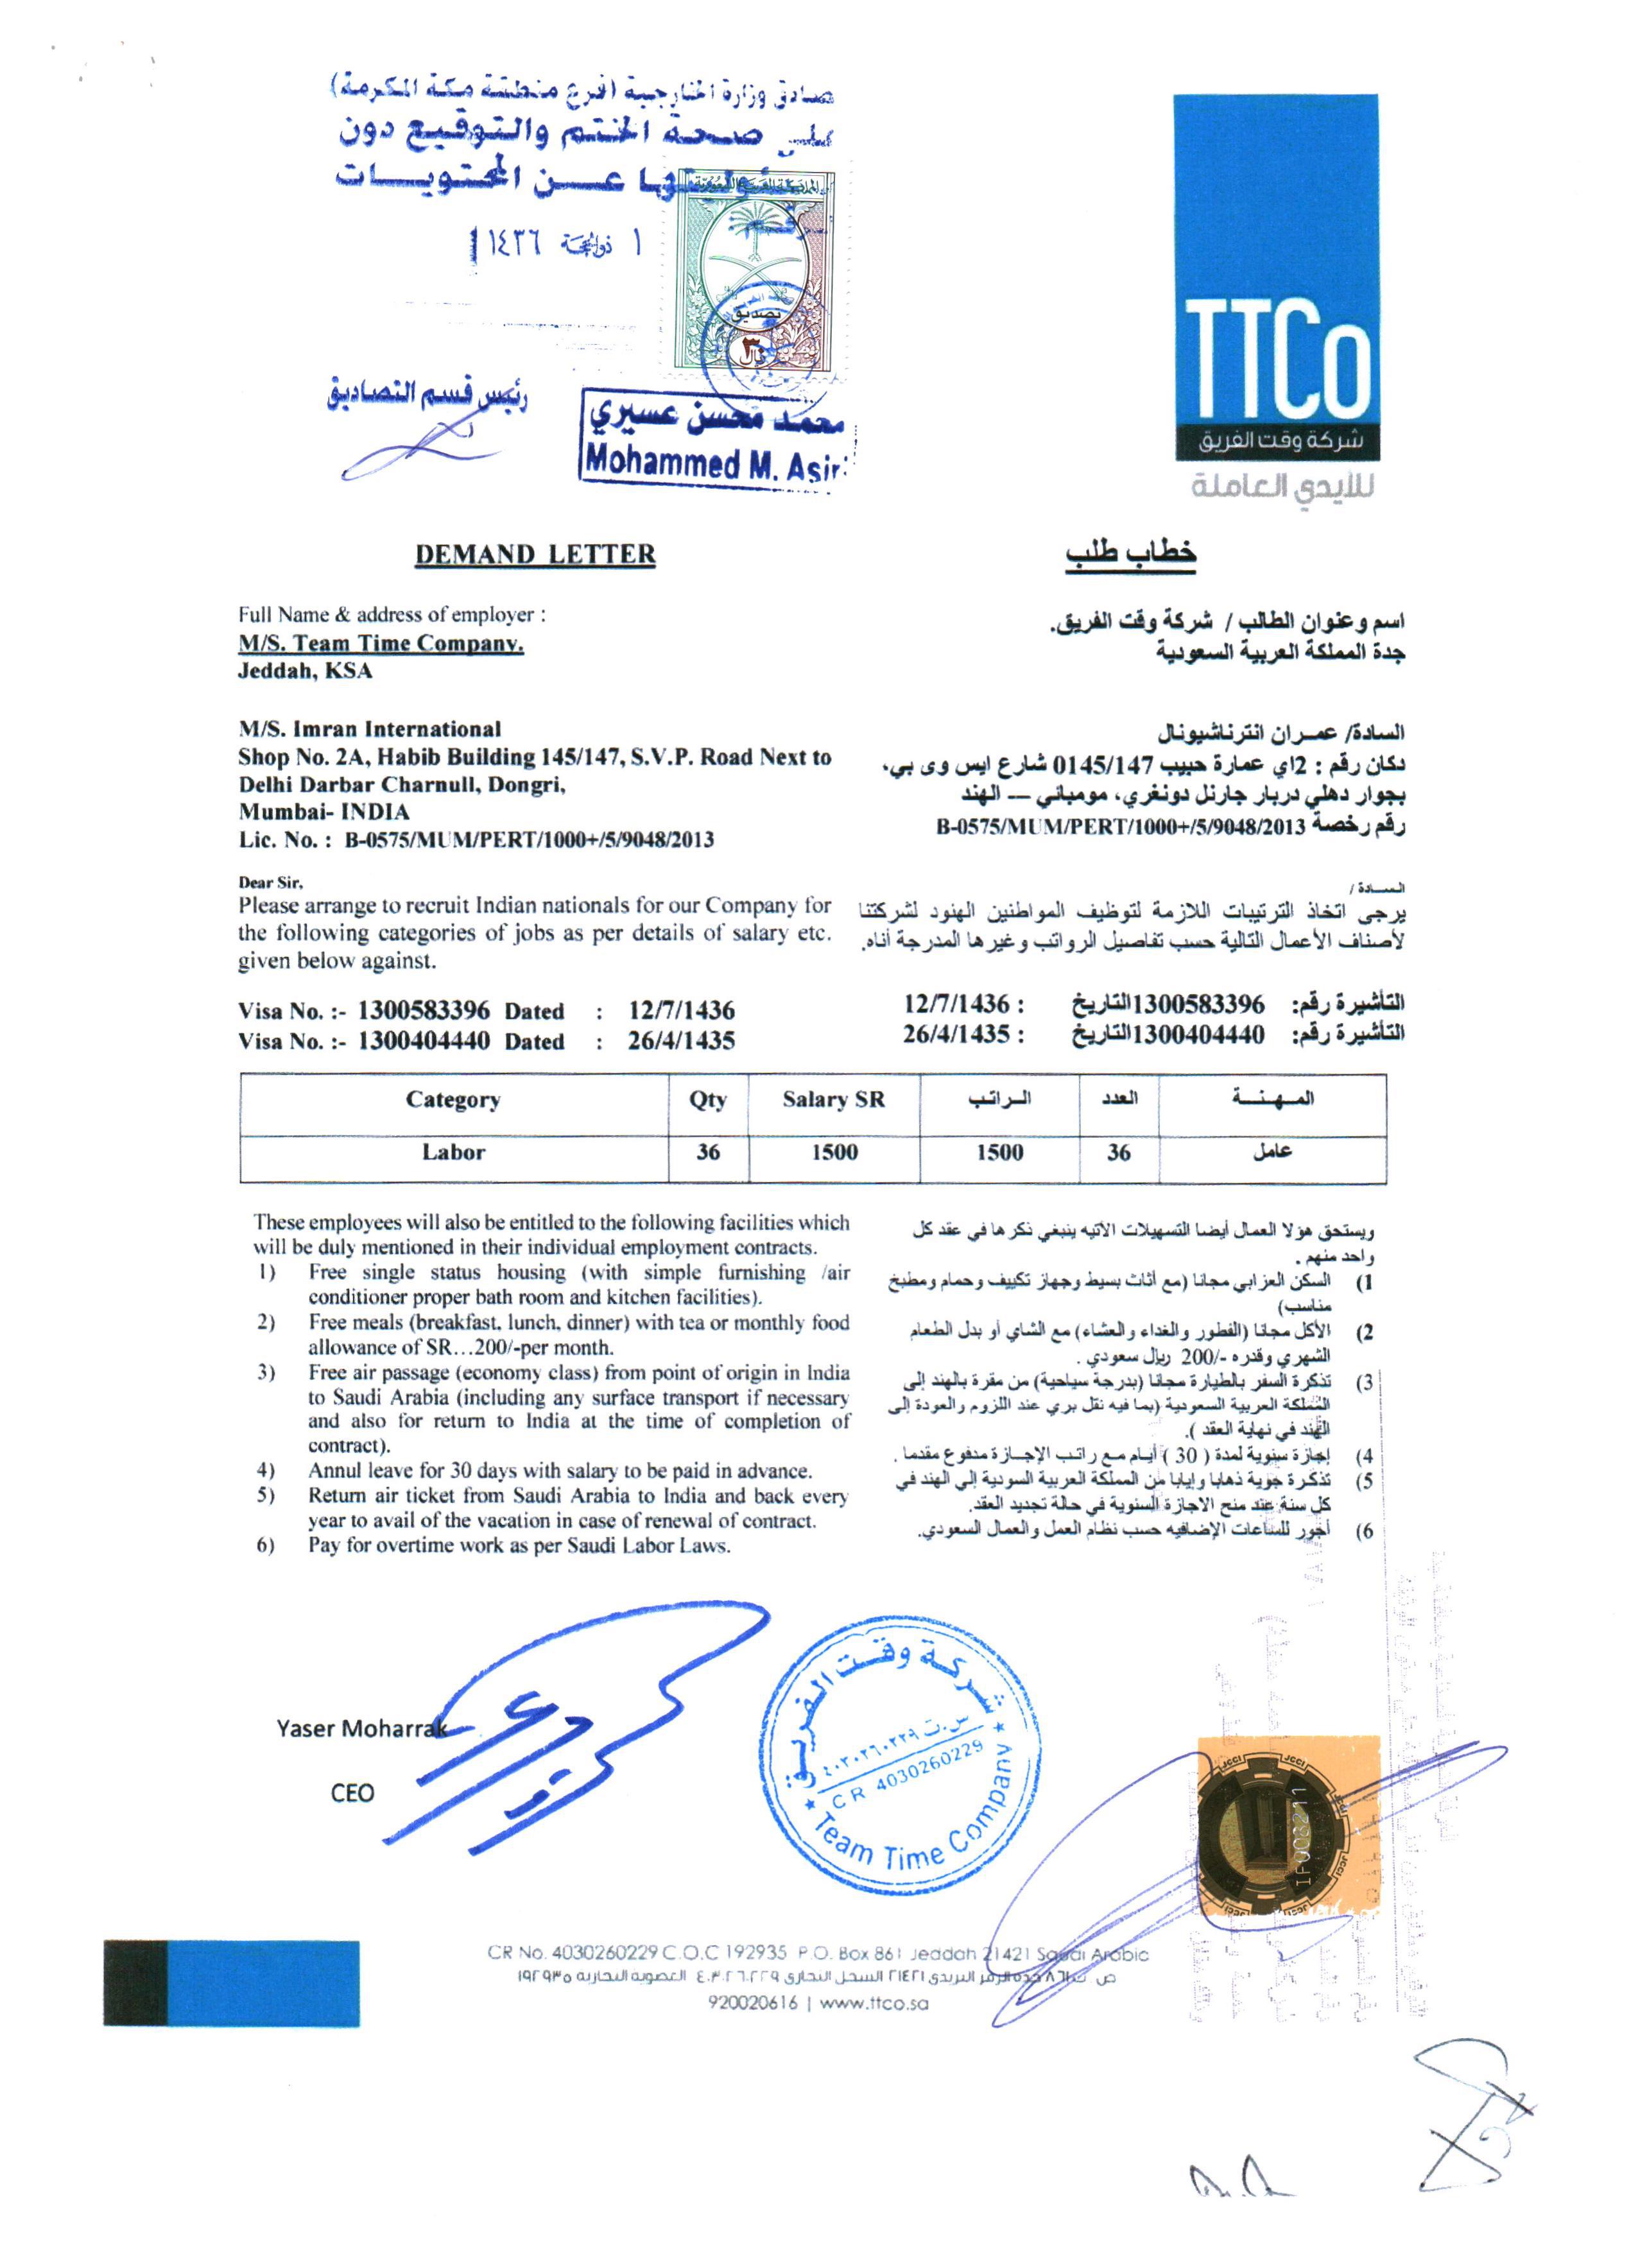 صادق وزارة الخارجية (فرع منطقة مكة المكرمة)
على صحة الختم والتوقيع دون
عـــن المحتويـــات
١ ذوالحجة ١٤٣٦
المملكة العربية السعودية
تصديق
٣٠
ريال
رئيس قسم التصاديق
محمد محسن عسيري
Mohammed M. Asiri
TTCo
شركة وقت الفريق
للأيدي العاملة
DEMAND LETTER
خطاب طلب
Full Name & address of employer :
M/S. Team Time Company.
Jeddah, KSA
اسم وعنوان الطالب / شركة وقت الفريق.
جدة المملكة العربية السعودية
M/S. Imran International
Shop No. 2A, Habib Building 145/147, S.V.P. Road Next to
Delhi Darbar Charnull, Dongri,
Mumbai- INDIA
Lic. No. : B-0575/MUM/PERT/1000+/5/9048/2013
السادة/ عمـران انترناشيونال
دكان رقم : 2اي عمارة حبيب 0145/147 شارع ايس وى بي،
بجوار دهلي دربار جارنل دونغري، مومبائي — الهند
رقم رخصة B-0575/MUM/PERT/1000+/5/9048/2013
Dear Sir,
Please arrange to recruit Indian nationals for our Company for
the following categories of jobs as per details of salary etc.
given below against.
الســـادة /
يرجى اتخاذ الترتيبات اللازمة لتوظيف المواطنين الهنود لشركتنا
لأصناف الأعمال التالية حسب تفاصيل الرواتب وغيرها المدرجة أناه.
Visa No. :- 1300583396 Dated : 12/7/1436
Visa No. :- 1300404440 Dated : 26/4/1435
التأشيرة رقم: 1300583396التاريخ : 12/7/1436
التأشيرة رقم: 1300404440التاريخ : 26/4/1435
Category Qty Salary SR الـراتـب العدد المـهـنـــة
Labor 36 1500 1500 36 عامل
These employees will also be entitled to the following facilities which
will be duly mentioned in their individual employment contracts.
1) Free single status housing (with simple furnishing /air
conditioner proper bath room and kitchen facilities).
2) Free meals (breakfast, lunch, dinner) with tea or monthly food
allowance of SR…200/-per month.
3) Free air passage (economy class) from point of origin in India
to Saudi Arabia (including any surface transport if necessary
and also for return to India at the time of completion of
contract).
4) Annul leave for 30 days with salary to be paid in advance.
5) Return air ticket from Saudi Arabia to India and back every
year to avail of the vacation in case of renewal of contract.
6) Pay for overtime work as per Saudi Labor Laws.
ويستحق هؤلا العمال أيضا التسهيلات الآتيه ينبغي ذكرها في عقد كل
واحد منهم .
1) السكن العزابي مجانا (مع أثاث بسيط وجهاز تكييف وحمام ومطبخ
مناسب)
2) الأكل مجانا (الفطور والغداء والعشاء) مع الشاي أو بدل الطعام
الشهري وقدره -/200 ريال سعودي .
3) تذكرة السفر بالطيارة مجانا (بدرجة سياحية) من مقرة بالهند إلى
المملكة العربية السعودية (بما فيه نقل بري عند اللزوم والعودة إلى
الهند في نهاية العقد ).
4) إجازة سنوية لمدة ( 30 ) أيـام مـع راتـب الإجـازة مدفوع مقدما .
5) تذكـرة جوية ذهابا وإيابا من المملكة العربية السودية إلي الهند في
كل سنة عند منح الاجازة السنوية في حالة تجديد العقد.
6) أجور للساعات الإضافيه حسب نظام العمل والعمال السعودي.
Yaser Moharrak
CEO
شركة وقت الفريق
س.ت ٤٠٣٠٢٦٠٢٢٩
CR 4030260229
Team Time Company
JCCI
CR No. 4030260229 C.O.C 192935 P.O. Box 861 Jeddah 21421 Saudi Arabia
ص ب ٨٦١ جدة الرمز البريدي ٢١٤٢١ السجل التجاري ٤٠٣٠٢٦٠٢٢٩ العضوية التجارية ١٩٢٩٣٥
920020616 | www.ttco.sa